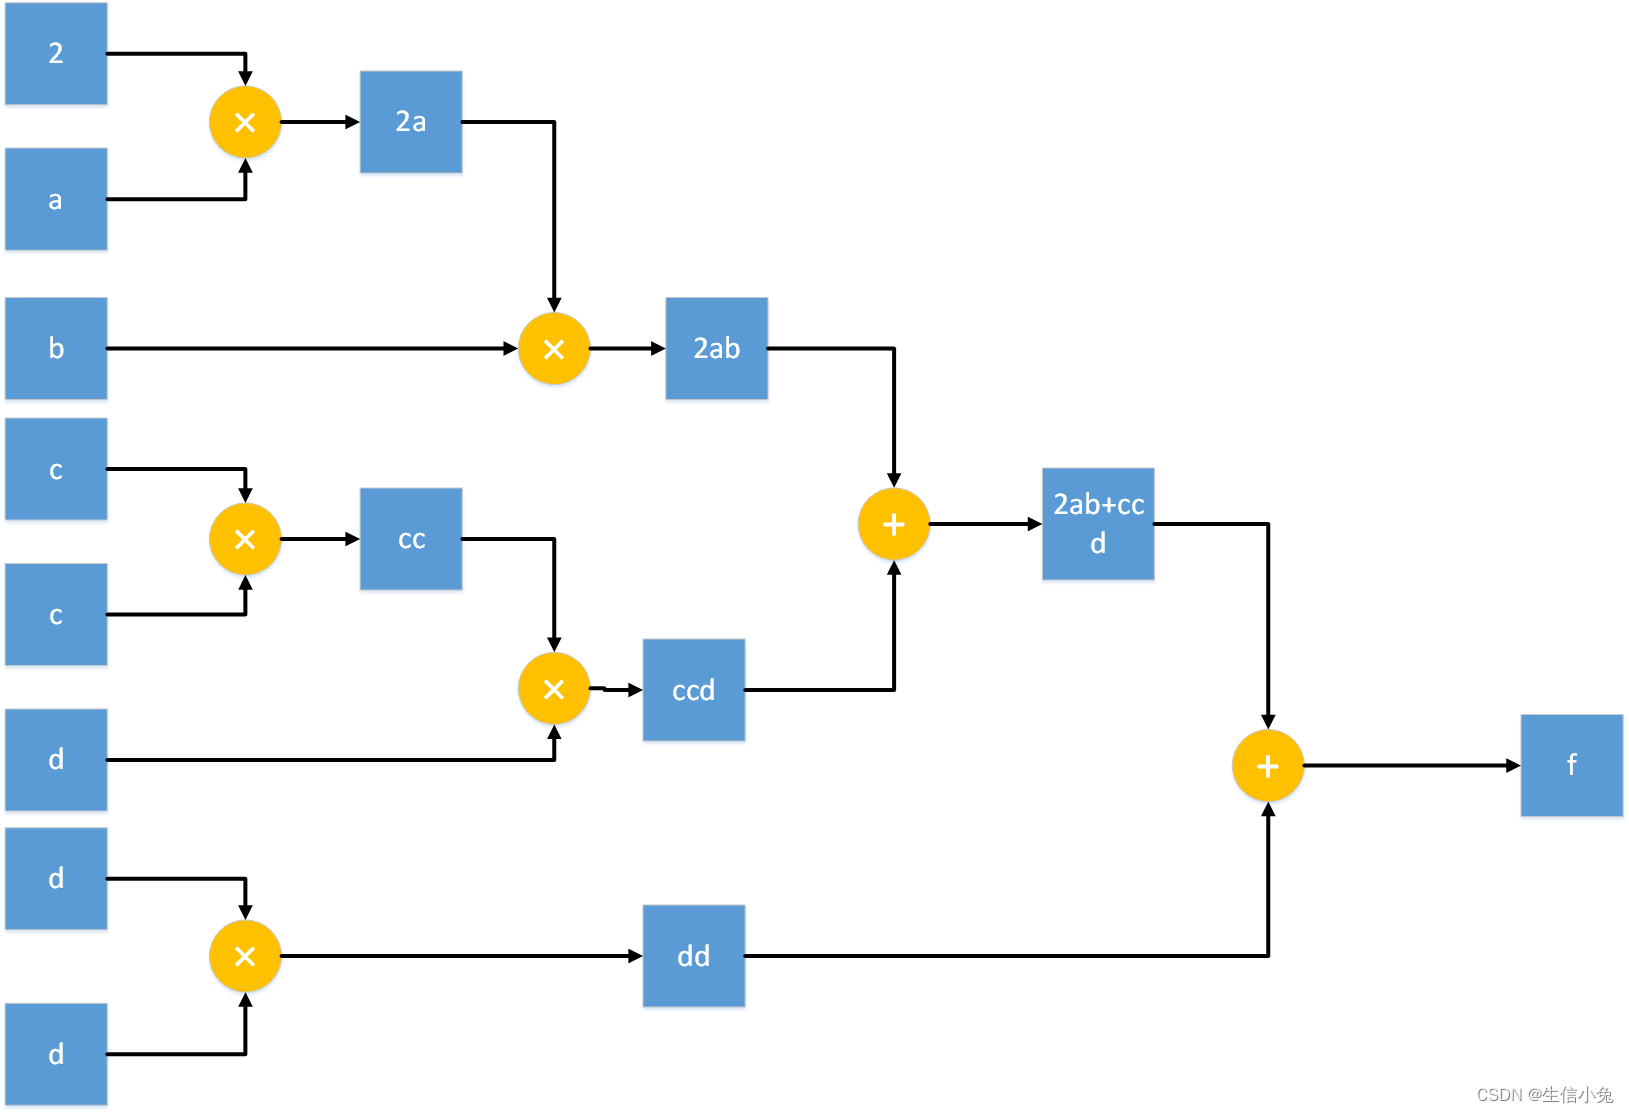 2
×
2a
a
b
×
2ab
c
×
cc
+
2ab+cc
d
c
×
ccd
d
+
f
d
×
dd
d
CSDN @生信小兔